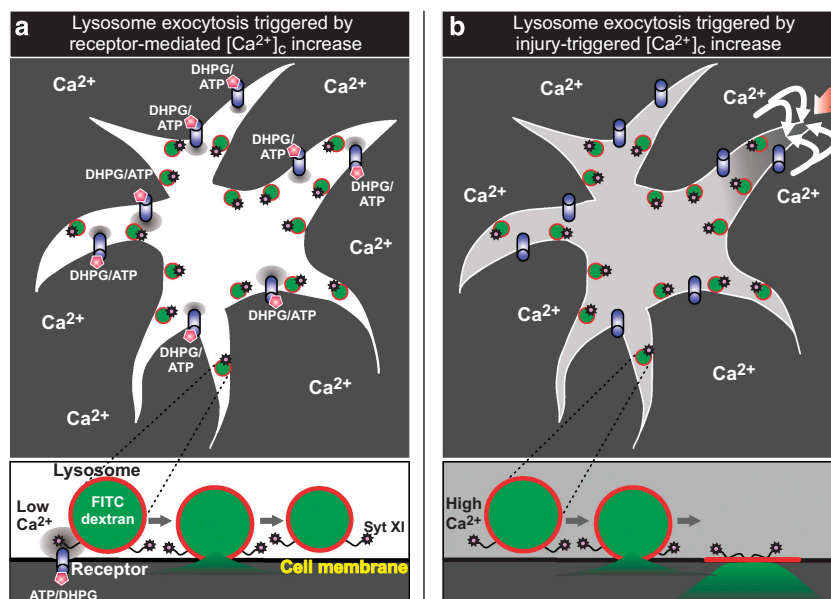 a
Lysosome exocytosis triggered by
receptor-mediated [Ca²⁺]c increase
Ca²⁺
DHPG/
ATP
Ca²⁺
DHPG/
ATP
DHPG/
ATP
DHPG/ATP
DHPG/
ATP
Ca²⁺
DHPG/ATP
Ca²⁺
DHPG/ATP
DHPG/
ATP
Ca²⁺
Ca²⁺
Lysosome
Low
Ca²⁺
FITC
dextran
Syt XI
Receptor
Cell membrane
ATP/DHPG
b
Lysosome exocytosis triggered by
injury-triggered [Ca²⁺]c increase
Ca²⁺
Ca²⁺
Ca²⁺
Ca²⁺
Ca²⁺
Ca²⁺
Ca²⁺
Ca²⁺
High
Ca²⁺